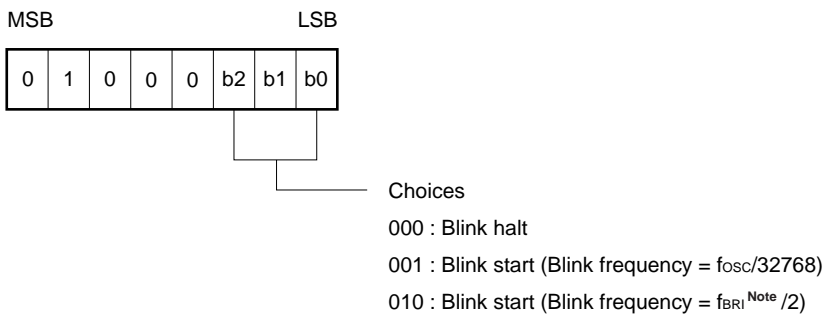 MSB LSB
0 1 0 0 0 b2 b1 b0
Choices
000 : Blink halt
001 : Blink start (Blink frequency = fOSC/32768)
010 : Blink start (Blink frequency = fBRI Note /2)